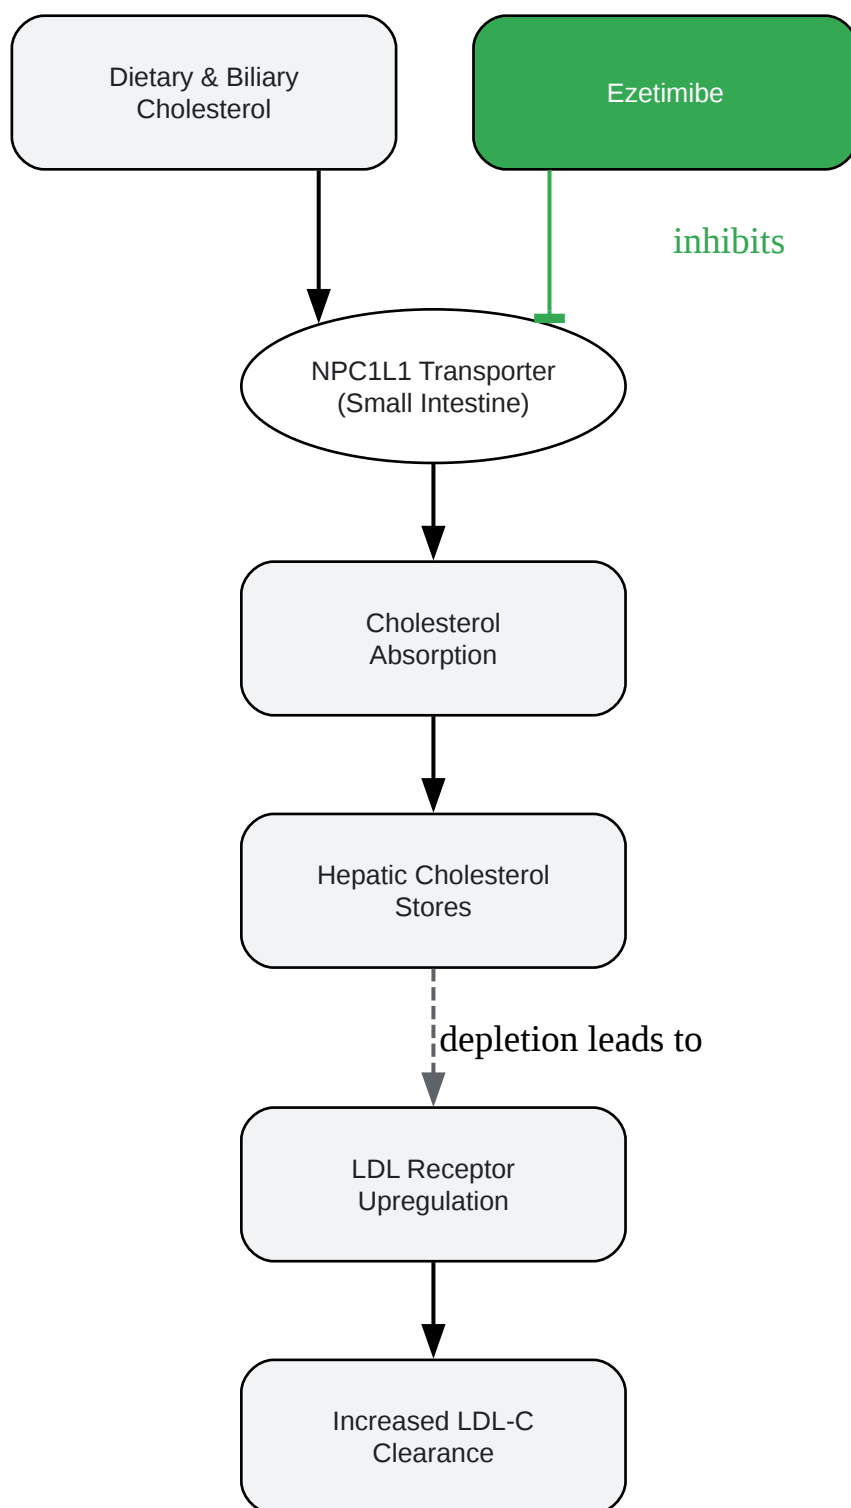 Dietary & Biliary
Cholesterol
Ezetimibe
inhibits
NPC1L1 Transporter
(Small Intestine)
Cholesterol
Absorption
Hepatic Cholesterol
Stores
depletion leads to
LDL Receptor
Upregulation
Increased LDL-C
Clearance